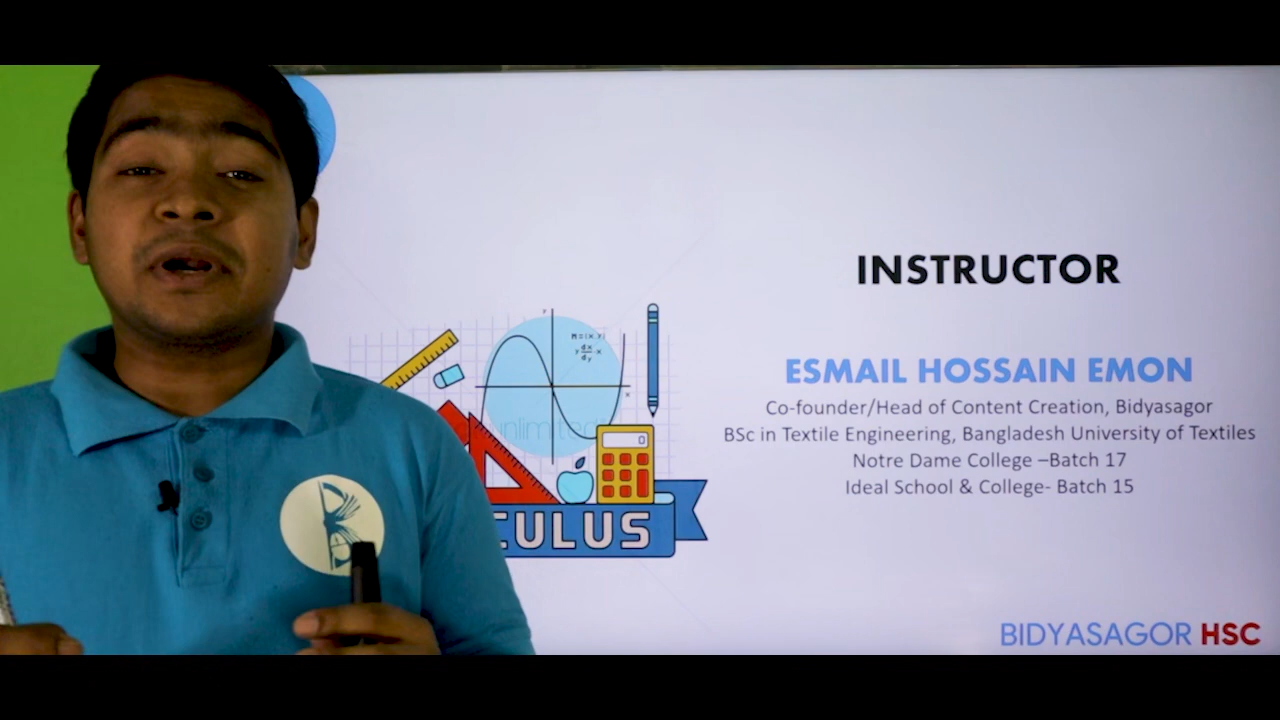 INSTRUCTOR
ESMAIL HOSSAIN EMON
Co-founder/Head of Content Creation, Bidyasagor
BSc in Textile Engineering, Bangladesh University of Textiles
Notre Dame College –Batch 17
Ideal School & College- Batch 15
CULUS
BIDYASAGOR HSC